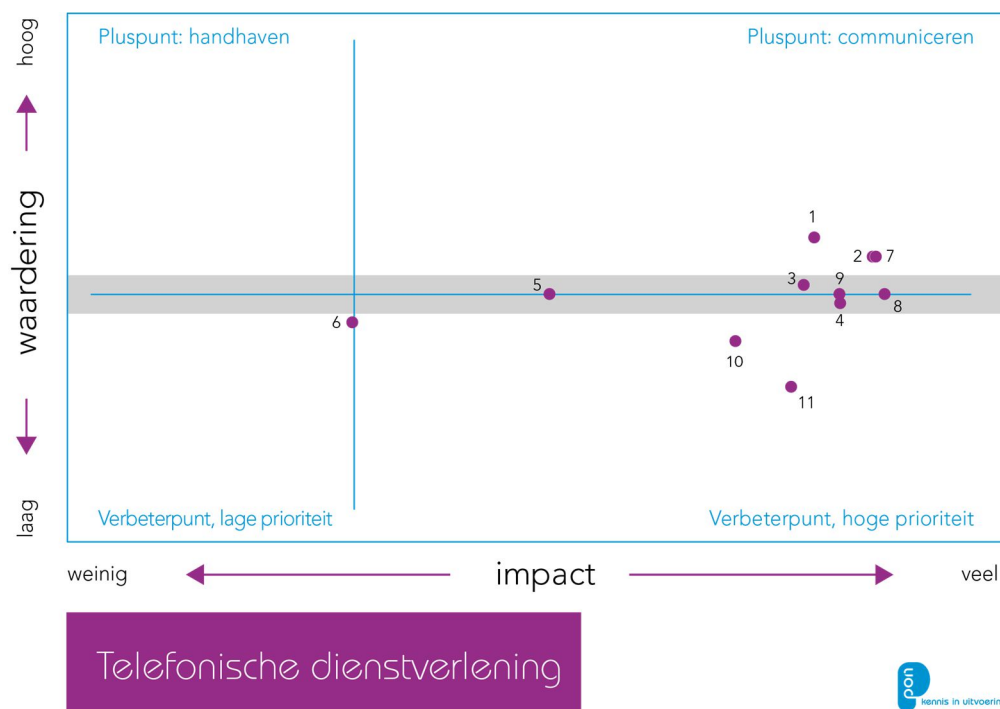 hoog
Pluspunt: handhaven
Pluspunt: communiceren
waardering
1
2
7
3
9
5
8
4
6
10
11
laag
Verbeterpunt, lage prioriteit
Verbeterpunt, hoge prioriteit
weinig
impact
veel
Telefonische dienstverlening
pon
kennis in uitvoering